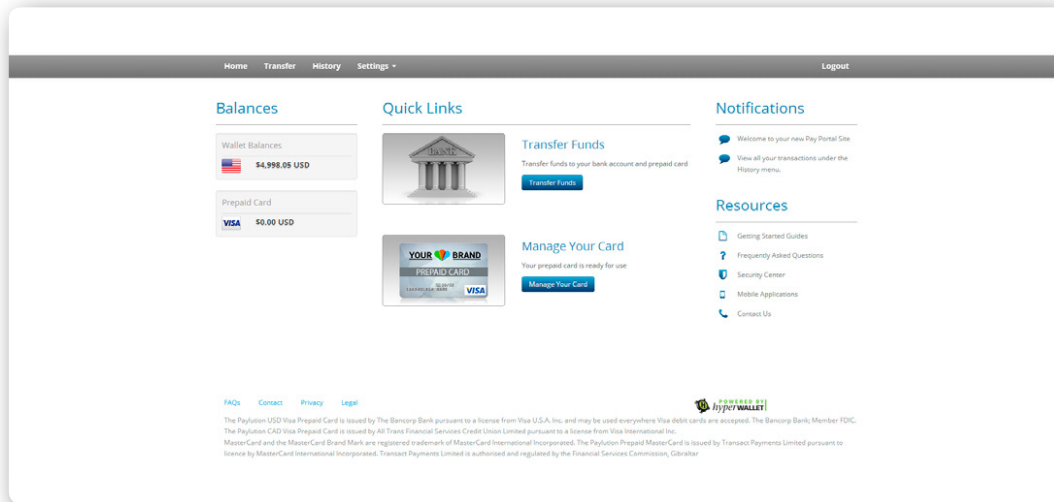 Home Transfer History Settings Logout
Balances
Wallet Balances
$4,998.05 USD
Prepaid Card
VISA $0.00 USD
Quick Links
BANK
Transfer Funds
Transfer funds to your bank account and prepaid card
Transfer Funds
YOUR BRAND
PREPAID CARD
VISA
Manage Your Card
Your prepaid card is ready for use
Manage Your Card
Notifications
Welcome to your new Pay Portal Site
View all your transactions under the
History menu.
Resources
Getting Started Guides
? Frequently Asked Questions
Security Center
Mobile Applications
Contact Us
FAQs Contact Privacy Legal
POWERED BY
hyperWALLET
The Paylution USD Visa Prepaid Card is issued by The Bancorp Bank pursuant to a license from Visa U.S.A. Inc. and may be used everywhere Visa debit cards are accepted. The Bancorp Bank; Member FDIC.
The Paylution CAD Visa Prepaid Card is issued by All Trans Financial Services Credit Union Limited pursuant to a license from Visa International Inc.
MasterCard and the MasterCard Brand Mark are registered trademark of MasterCard International Incorporated. The Paylution Prepaid MasterCard is issued by Transact Payments Limited pursuant to
licence by MasterCard International Incorporated. Transact Payments Limited is authorised and regulated by the Financial Services Commission, Gibraltar